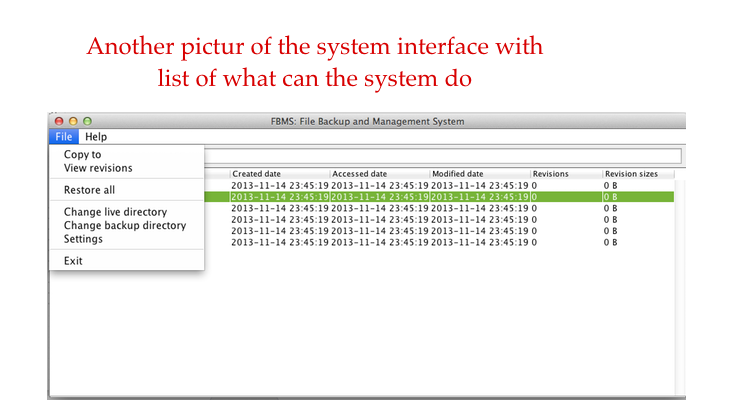 Another pictur of the system interface with
list of what can the system do
FBMS: File Backup and Management System
File Help
Copy to
View revisions
Restore all
Change live directory
Change backup directory
Settings
Exit
Created date Accessed date Modified date Revisions Revision sizes
2013-11-14 23:45:19 2013-11-14 23:45:19 2013-11-14 23:45:19 0 0 B
2013-11-14 23:45:19 2013-11-14 23:45:19 2013-11-14 23:45:19 0 0 B
2013-11-14 23:45:19 2013-11-14 23:45:19 2013-11-14 23:45:19 0 0 B
2013-11-14 23:45:19 2013-11-14 23:45:19 2013-11-14 23:45:19 0 0 B
2013-11-14 23:45:19 2013-11-14 23:45:19 2013-11-14 23:45:19 0 0 B
2013-11-14 23:45:19 2013-11-14 23:45:19 2013-11-14 23:45:19 0 0 B